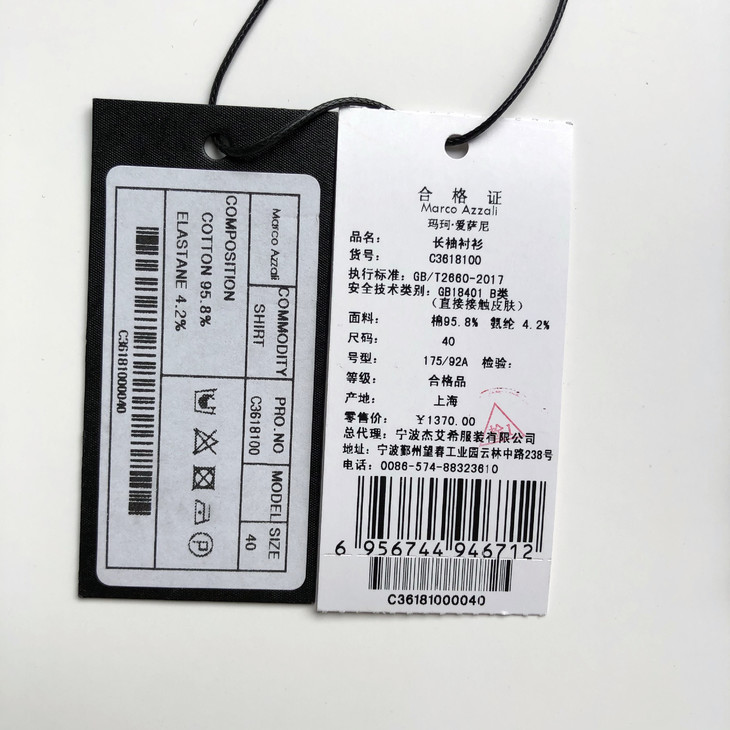 Marco Azzali
COMMODITY
SHIRT
PRO.NO
C3618100
MODEL SIZE
40
COMPOSITION
COTTON 95.8%
ELASTANE 4.2%
C36181000040
合格证
Marco Azzali
玛珂·爱萨尼
品名: 长袖衬衫
货号: C3618100
执行标准: GB/T2660-2017
安全技术类别: GB18401 B类
(直接接触皮肤)
面料: 棉95.8% 氨纶 4.2%
尺码: 40
号型: 175/92A 检验:
等级: 合格品
产地: 上海
零售价: ¥1370.00
总代理: 宁波杰艾希服装有限公司
地址: 宁波鄞州望春工业园云林中路238号
电话: 0086-574-88323610
6 956744 946712
C36181000040